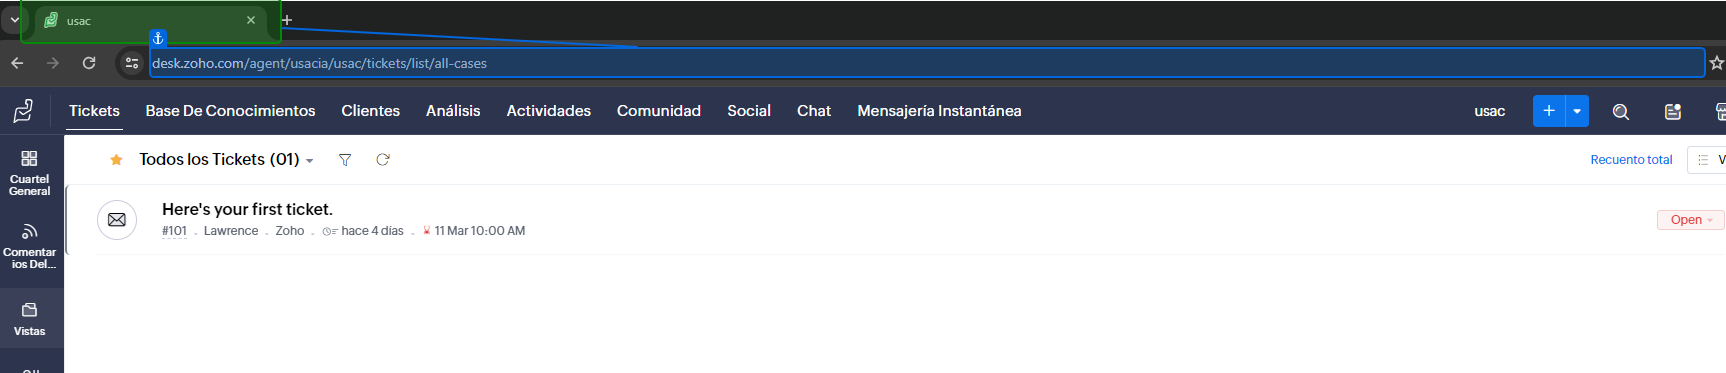 usac
desk.zoho.com/agent/usacia/usac/tickets/list/all-cases
Tickets Base De Conocimientos Clientes Análisis Actividades Comunidad Social Chat Mensajería Instantánea usac
Todos los Tickets (01) Recuento total V
Cuartel
General
Here's your first ticket.
#101 . Lawrence . Zoho . hace 4 días . 11 Mar 10:00 AM
Open
Comentar
ios Del...
Vistas